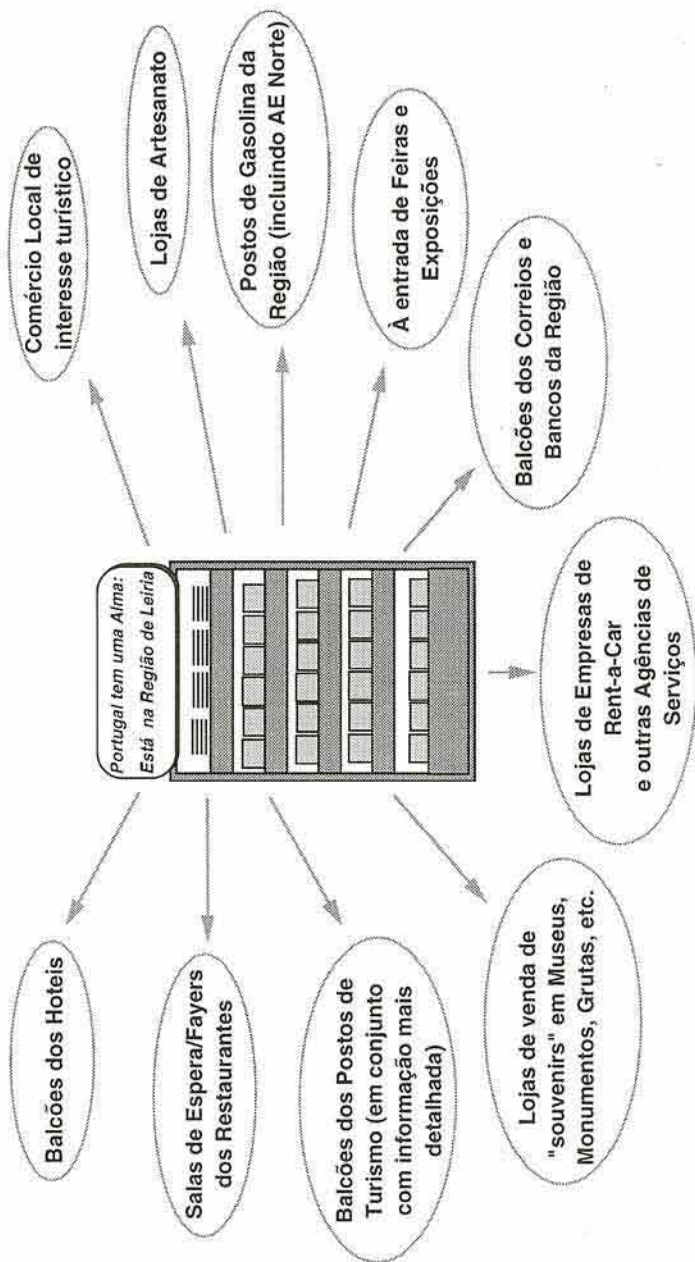 Portugal tem uma Alma:
Está na Região de Leiria
Balcões dos Hoteis
Salas de Espera/Fayers
dos Restaurantes
Balcões dos Postos de
Turismo (em conjunto
com informação mais
detalhada)
Lojas de venda de
"souvenirs" em Museus,
Monumentos, Grutas, etc.
Lojas de Empresas de
Rent-a-Car
e outras Agências de
Serviços
Comércio Local de
interesse turístico
Lojas de Artesanato
Postos de Gasolina da
Região (incluindo AE Norte)
À entrada de Feiras e
Exposições
Balcões dos Correios e
Bancos da Região